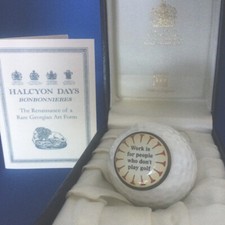 HALCYON DAYS
BONBONNIERES
The Renaissance of a
Rare Georgian Art Form
Work is
for people
who don't
play golf